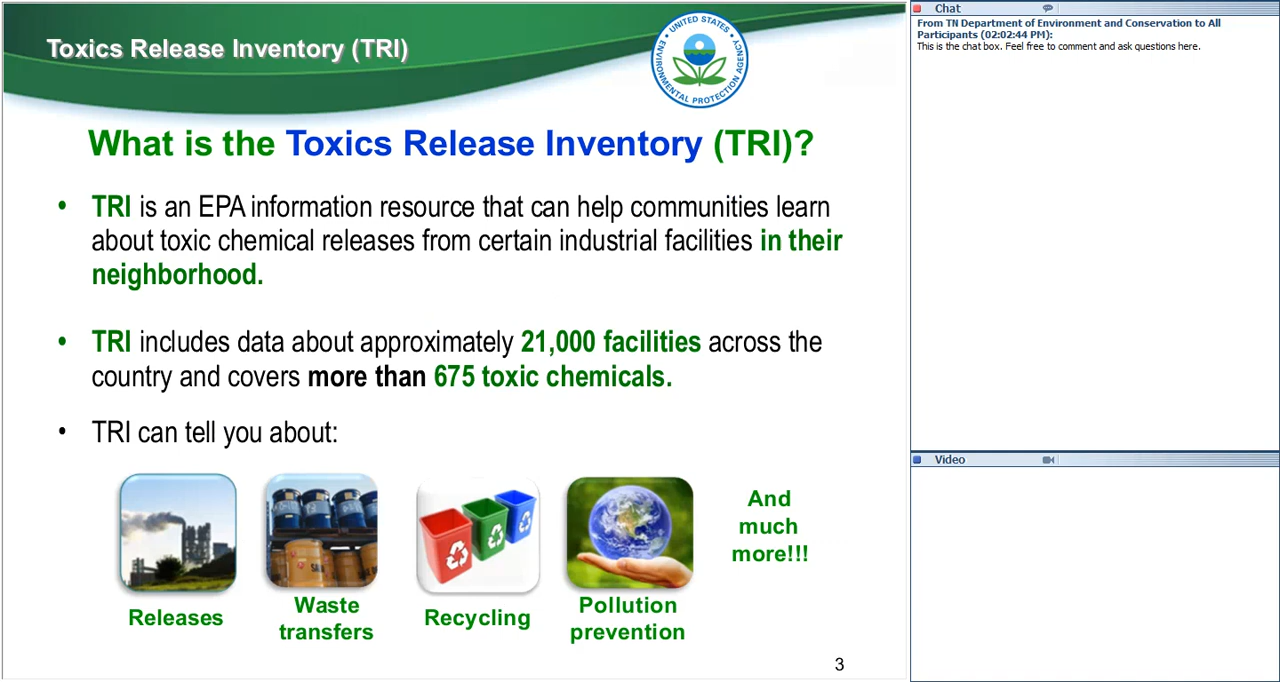 Toxics Release Inventory (TRI)
UNITED STATES
ENVIRONMENTAL PROTECTION AGENCY
What is the Toxics Release Inventory (TRI)?
• TRI is an EPA information resource that can help communities learn
about toxic chemical releases from certain industrial facilities in their
neighborhood.
• TRI includes data about approximately 21,000 facilities across the
country and covers more than 675 toxic chemicals.
• TRI can tell you about:
Releases
Waste
transfers
Recycling
Pollution
prevention
And
much
more!!!
3
Chat
From TN Department of Environment and Conservation to All
Participants (02:02:44 PM):
This is the chat box. Feel free to comment and ask questions here.
Video